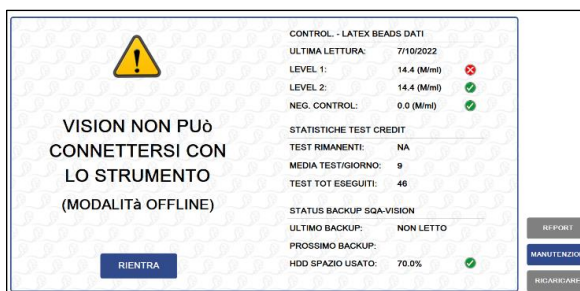 VISION NON PUò
CONNETTERSI CON
LO STRUMENTO
(MODALITà OFFLINE)
RIENTRA
CONTROL. - LATEX BEADS DATI
ULTIMA LETTURA: 7/10/2022
LEVEL 1: 14.4 (M/ml)
LEVEL 2: 14.4 (M/ml)
NEG. CONTROL: 0.0 (M/ml)
STATISTICHE TEST CREDIT
TEST RIMANENTI: NA
MEDIA TEST/GIORNO: 9
TEST TOT ESEGUITI: 46
STATUS BACKUP SQA-VISION
ULTIMO BACKUP: NON LETTO
PROSSIMO BACKUP:
HDD SPAZIO USATO: 70.0%
REPORT
MANUTENZIO
RICARICARE